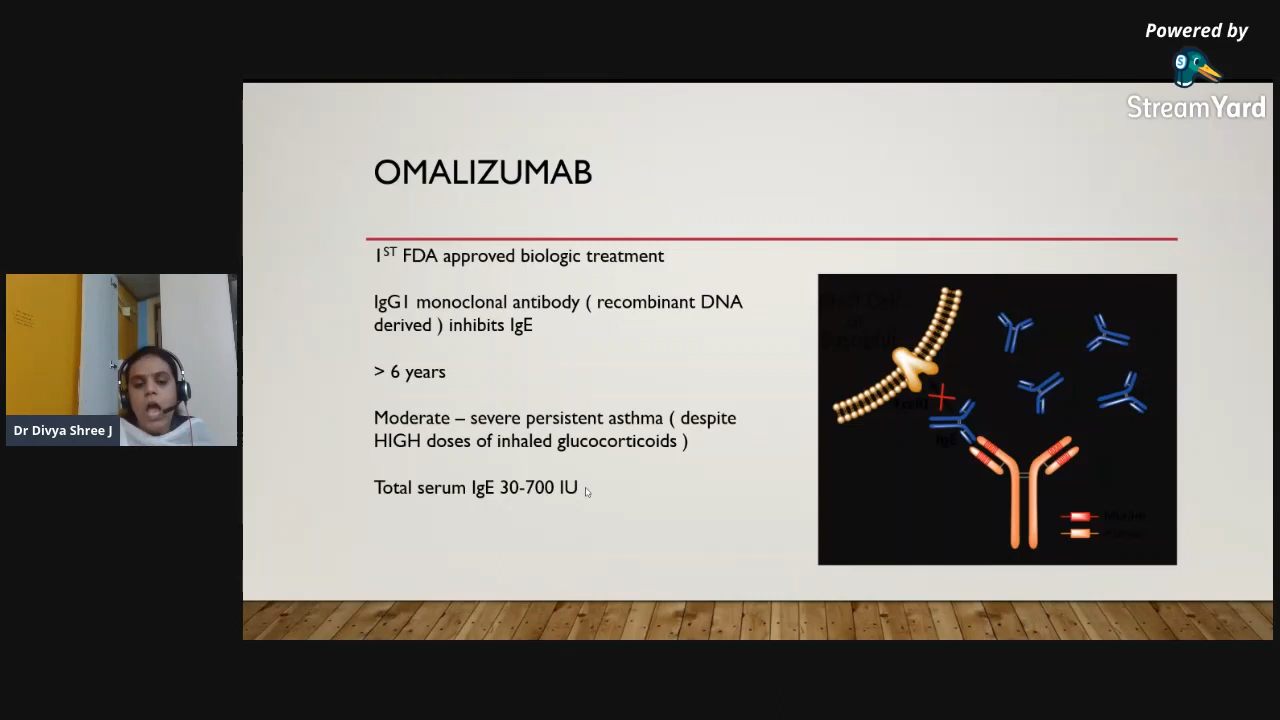 Powered by
StreamYard
OMALIZUMAB
1ST FDA approved biologic treatment
IgG1 monoclonal antibody ( recombinant DNA
derived ) inhibits IgE
> 6 years
Moderate – severe persistent asthma ( despite
HIGH doses of inhaled glucocorticoids )
Total serum IgE 30-700 IU
Dr Divya Shree J